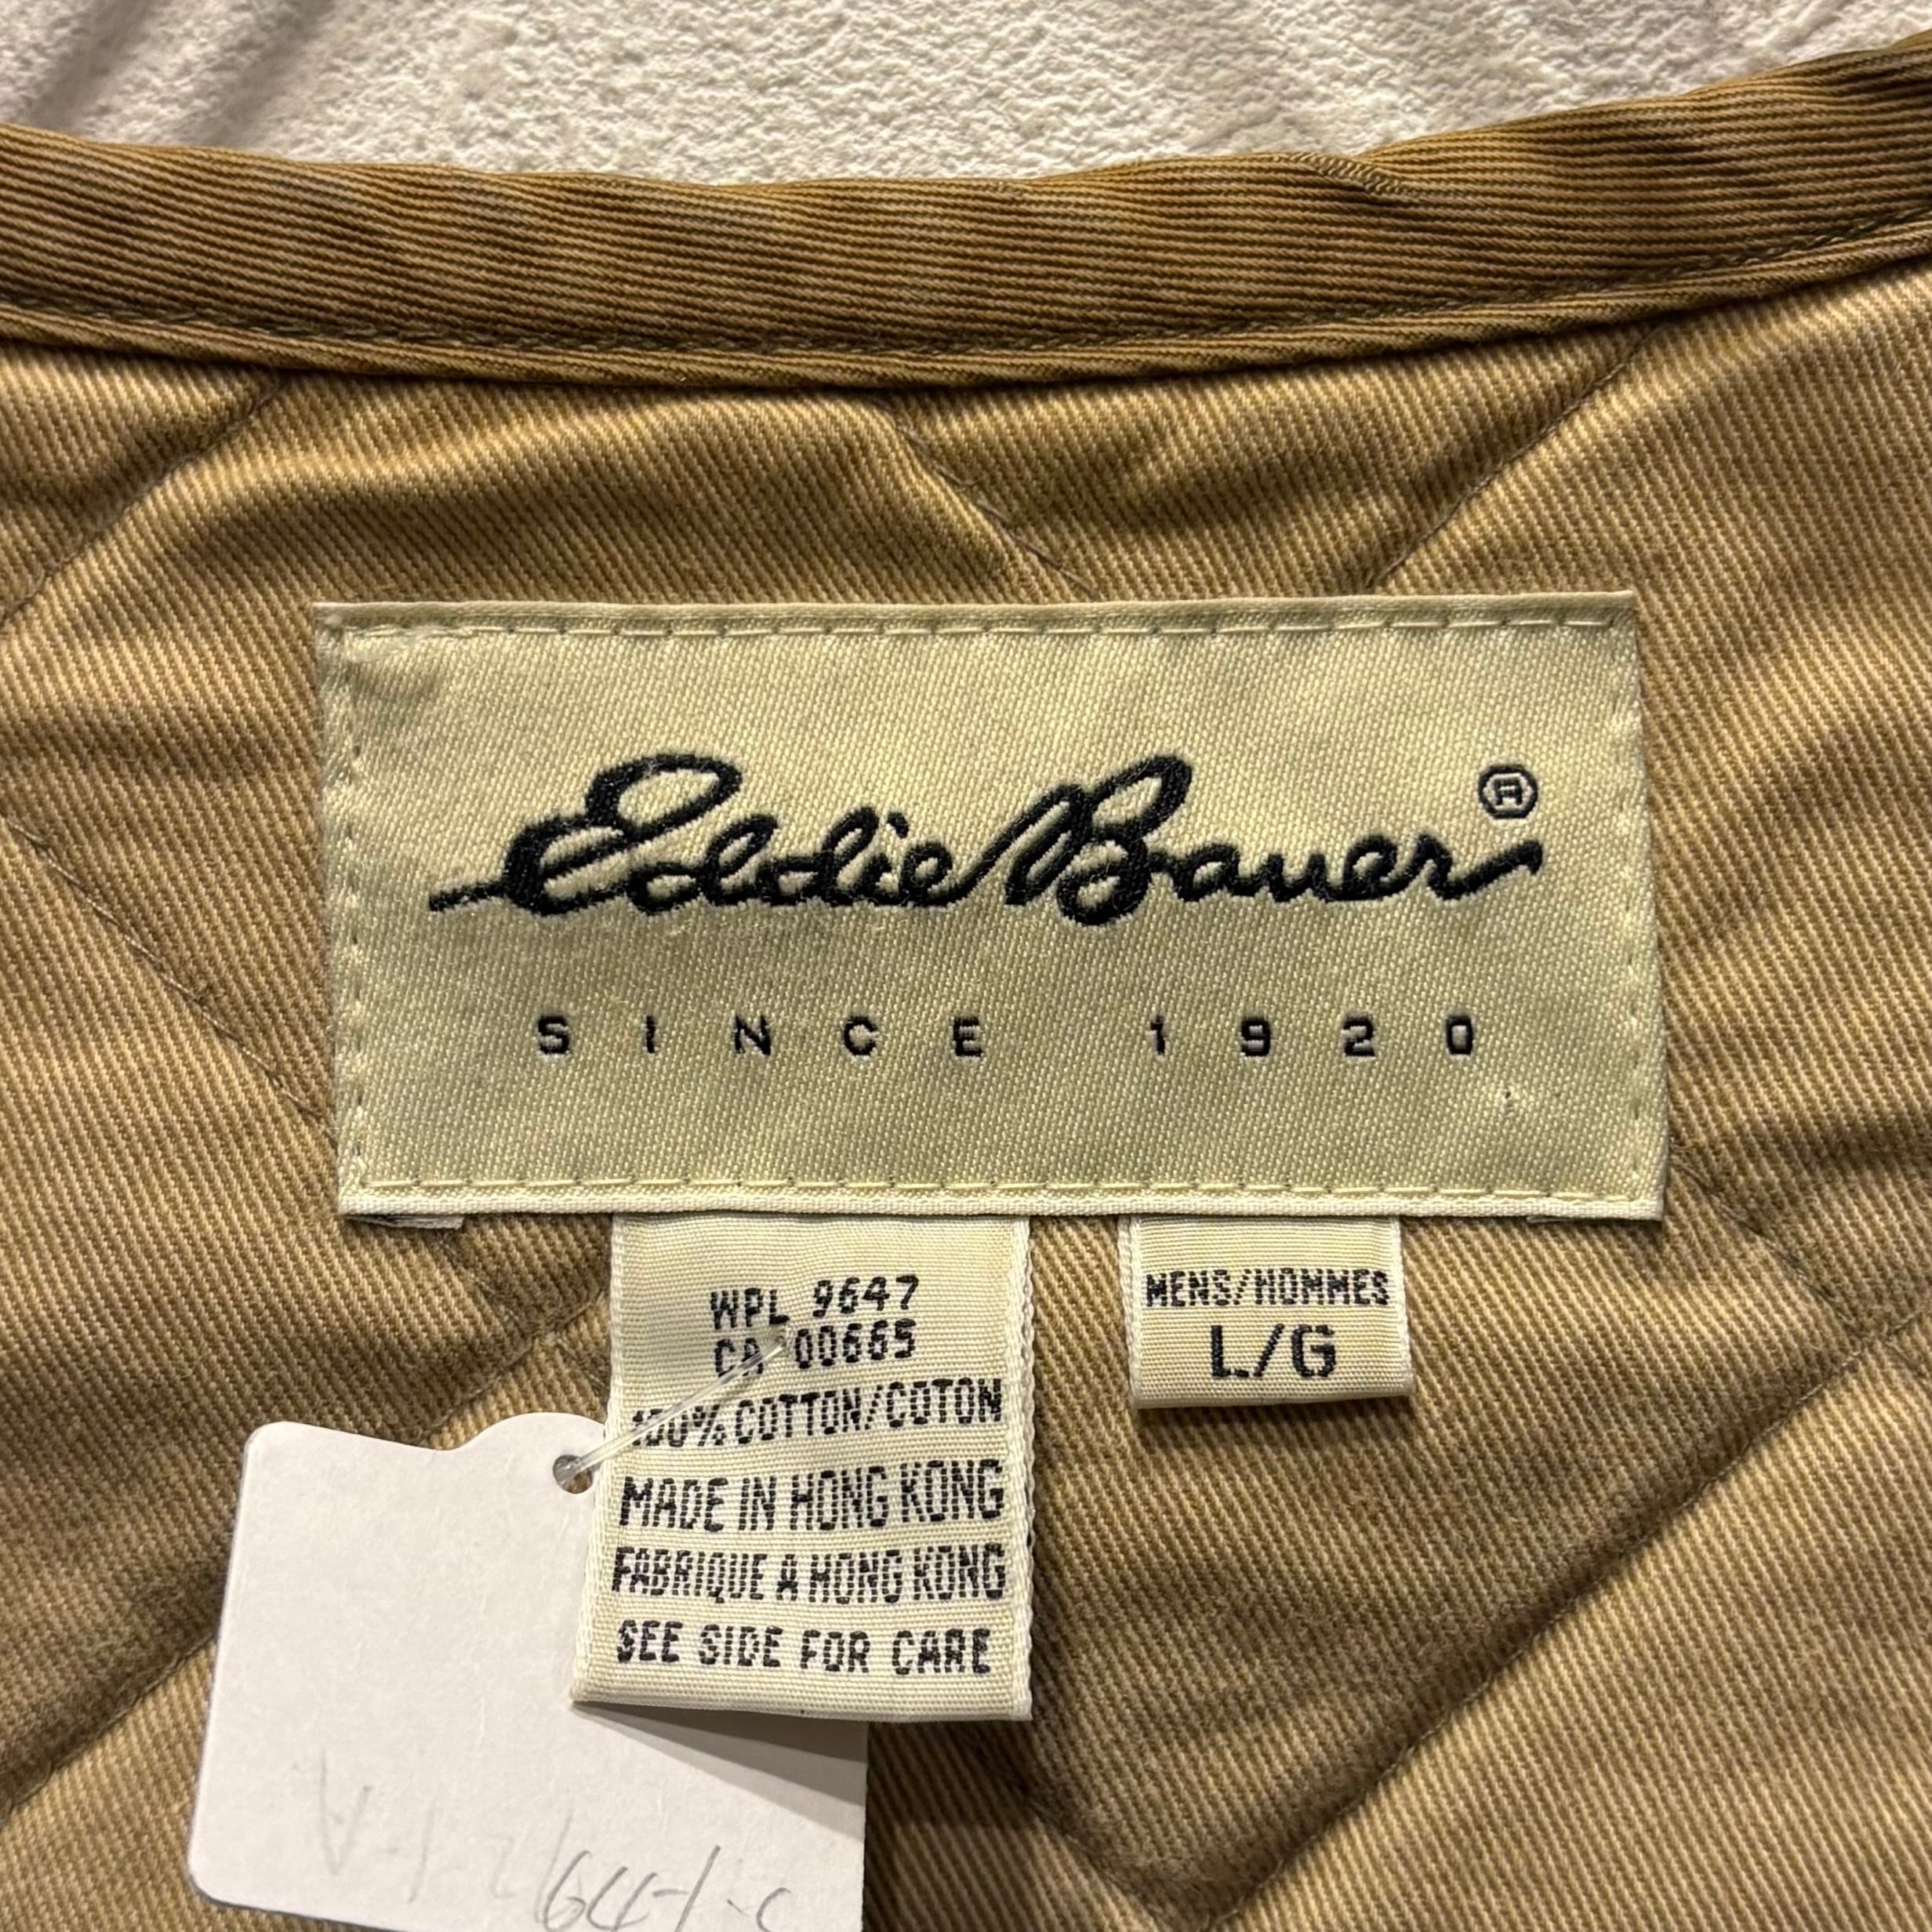 Eddie Bauer®
SINCE 1920
WPL 9647
CA 00665
100% COTTON/COTON
MADE IN HONG KONG
FABRIQUE A HONG KONG
SEE SIDE FOR CARE
MENS/HOMMES
L/G